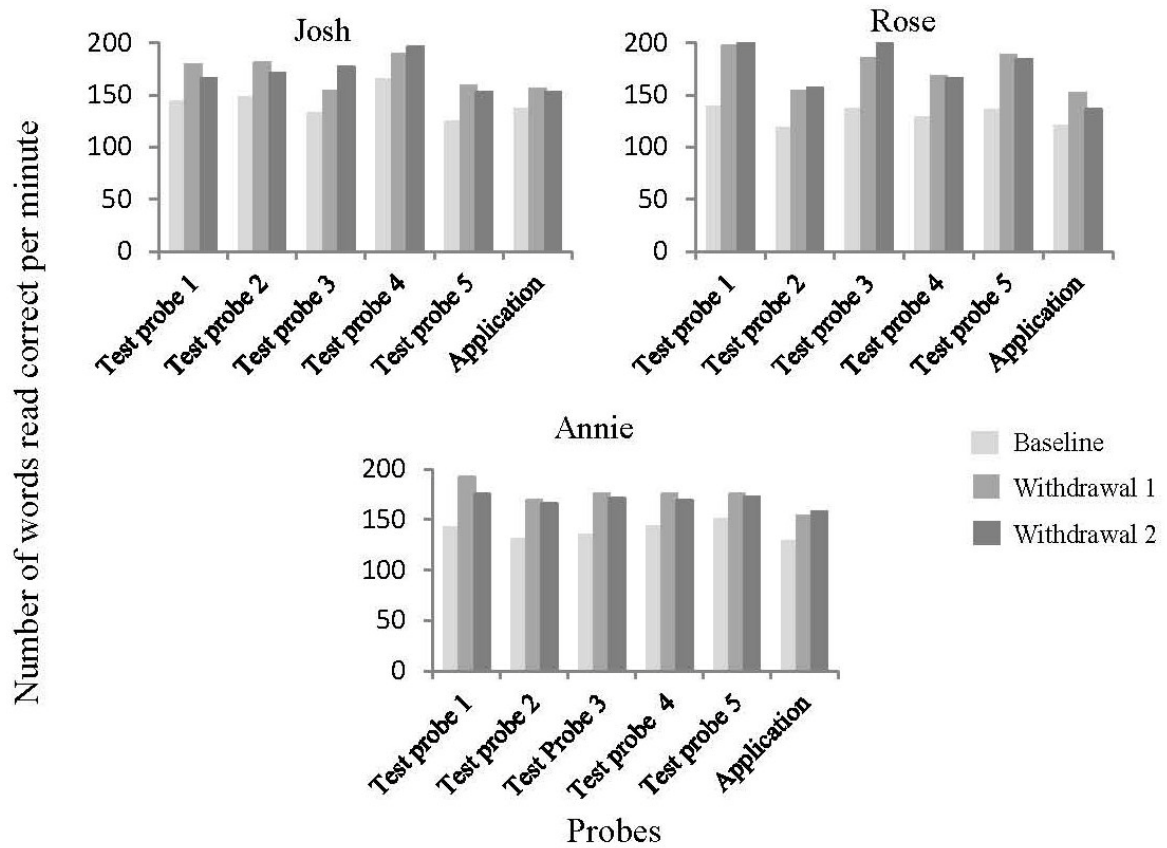 Number of words read correct per minute
Josh
200
150
100
50
0
Test probe 1
Test probe 2
Test probe 3
Test probe 4
Test probe 5
Application
Rose
200
150
100
50
0
Test probe 1
Test probe 2
Test probe 3
Test probe 4
Test probe 5
Application
Annie
200
150
100
50
0
Test probe 1
Test probe 2
Test Probe 3
Test probe 4
Test probe 5
Application
Baseline
Withdrawal 1
Withdrawal 2
Probes